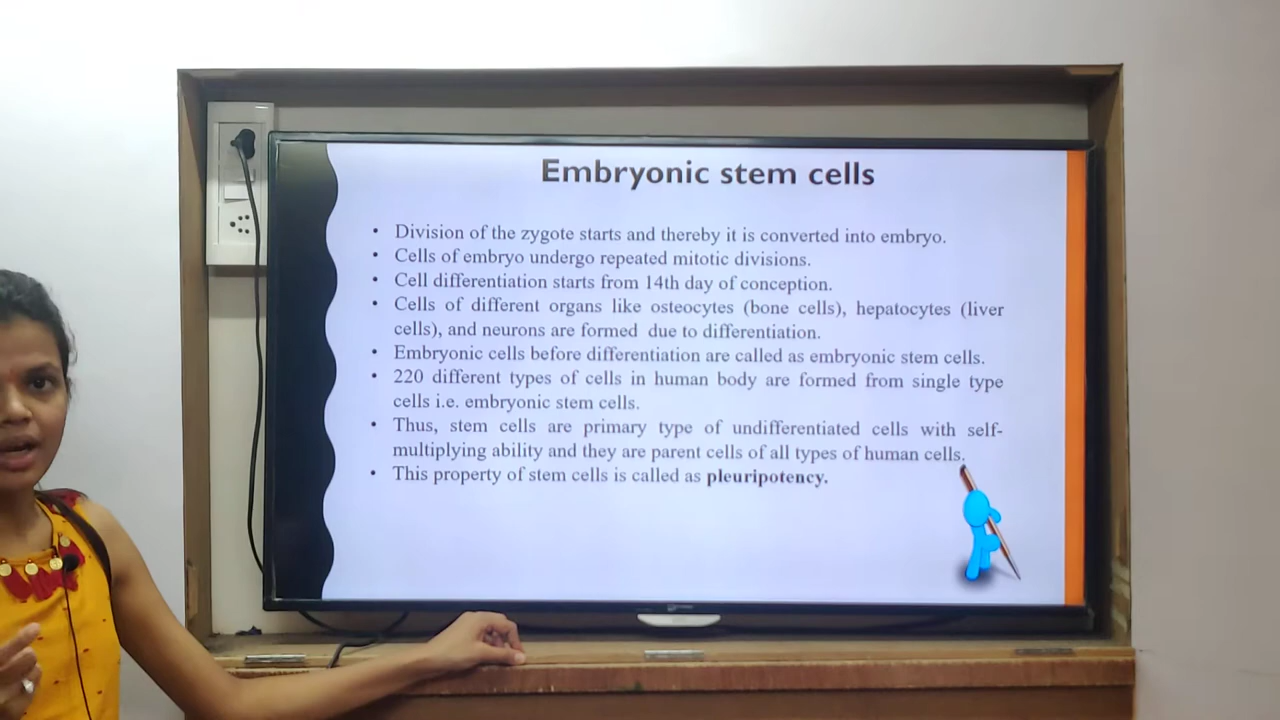 Embryonic stem cells
• Division of the zygote starts and thereby it is converted into embryo.
• Cells of embryo undergo repeated mitotic divisions.
• Cell differentiation starts from 14th day of conception.
• Cells of different organs like osteocytes (bone cells), hepatocytes (liver
cells), and neurons are formed due to differentiation.
• Embryonic cells before differentiation are called as embryonic stem cells.
• 220 different types of cells in human body are formed from single type
cells i.e. embryonic stem cells.
• Thus, stem cells are primary type of undifferentiated cells with self-
multiplying ability and they are parent cells of all types of human cells.
• This property of stem cells is called as pleuripotency.